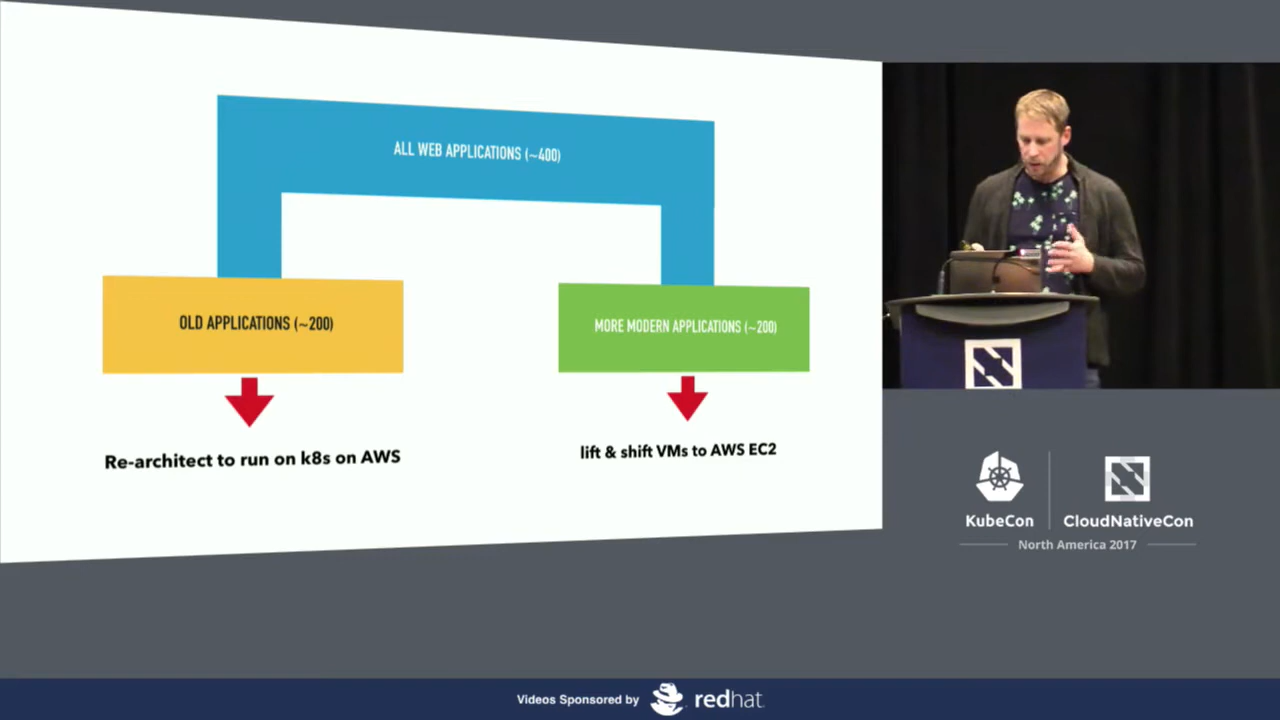 ALL WEB APPLICATIONS (~400)
OLD APPLICATIONS (~200)
MORE MODERN APPLICATIONS (~200)
Re-architect to run on k8s on AWS
lift & shift VMs to AWS EC2
KubeCon
CloudNativeCon
North America 2017
Videos Sponsored by
redhat